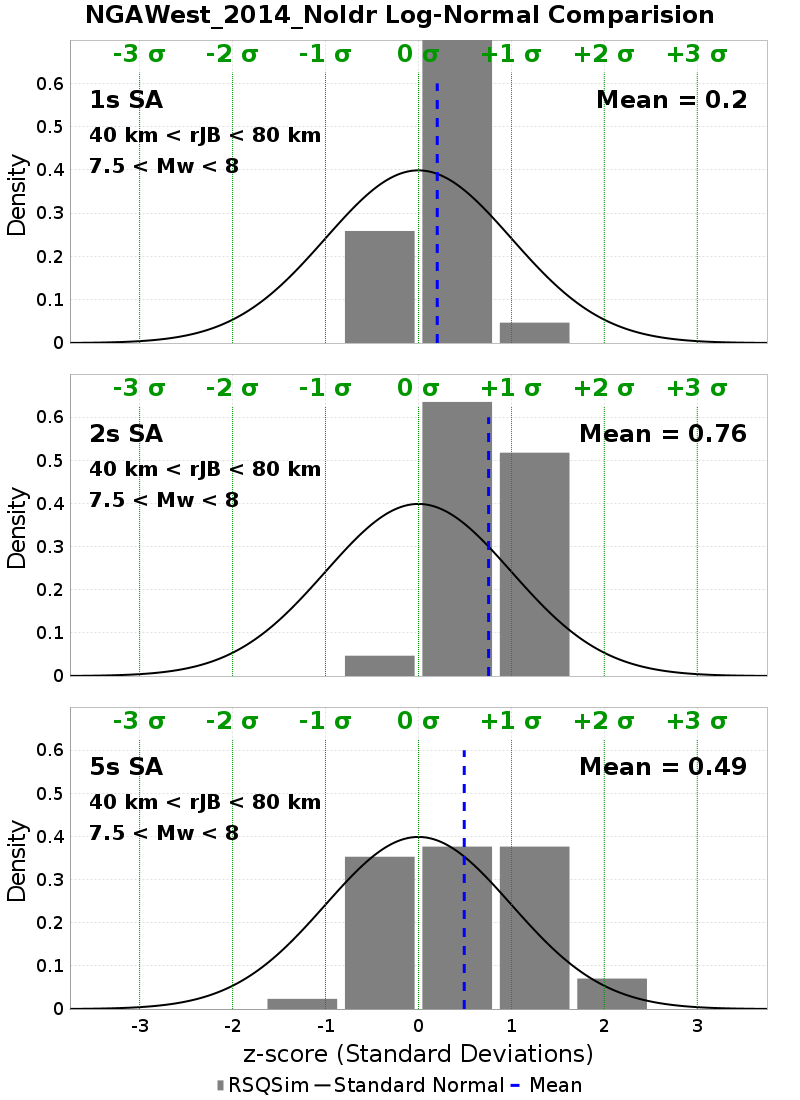 NGAWest_2014_NoIdr Log-Normal Comparision
-3 σ -2 σ -1 σ 0 σ +1 σ +2 σ +3 σ
0.6
1s SA Mean = 0.2
0.5
40 km < rJB < 80 km
7.5 < Mw < 8
0.4
0.3
0.2
0.1
0
Density
-3 σ -2 σ -1 σ 0 σ +1 σ +2 σ +3 σ
0.6
2s SA Mean = 0.76
0.5
40 km < rJB < 80 km
7.5 < Mw < 8
0.4
0.3
0.2
0.1
0
Density
-3 σ -2 σ -1 σ 0 σ +1 σ +2 σ +3 σ
0.6
5s SA Mean = 0.49
0.5
40 km < rJB < 80 km
7.5 < Mw < 8
0.4
0.3
0.2
0.1
0
Density
-3 -2 -1 0 1 2 3
z-score (Standard Deviations)
RSQSim Standard Normal Mean